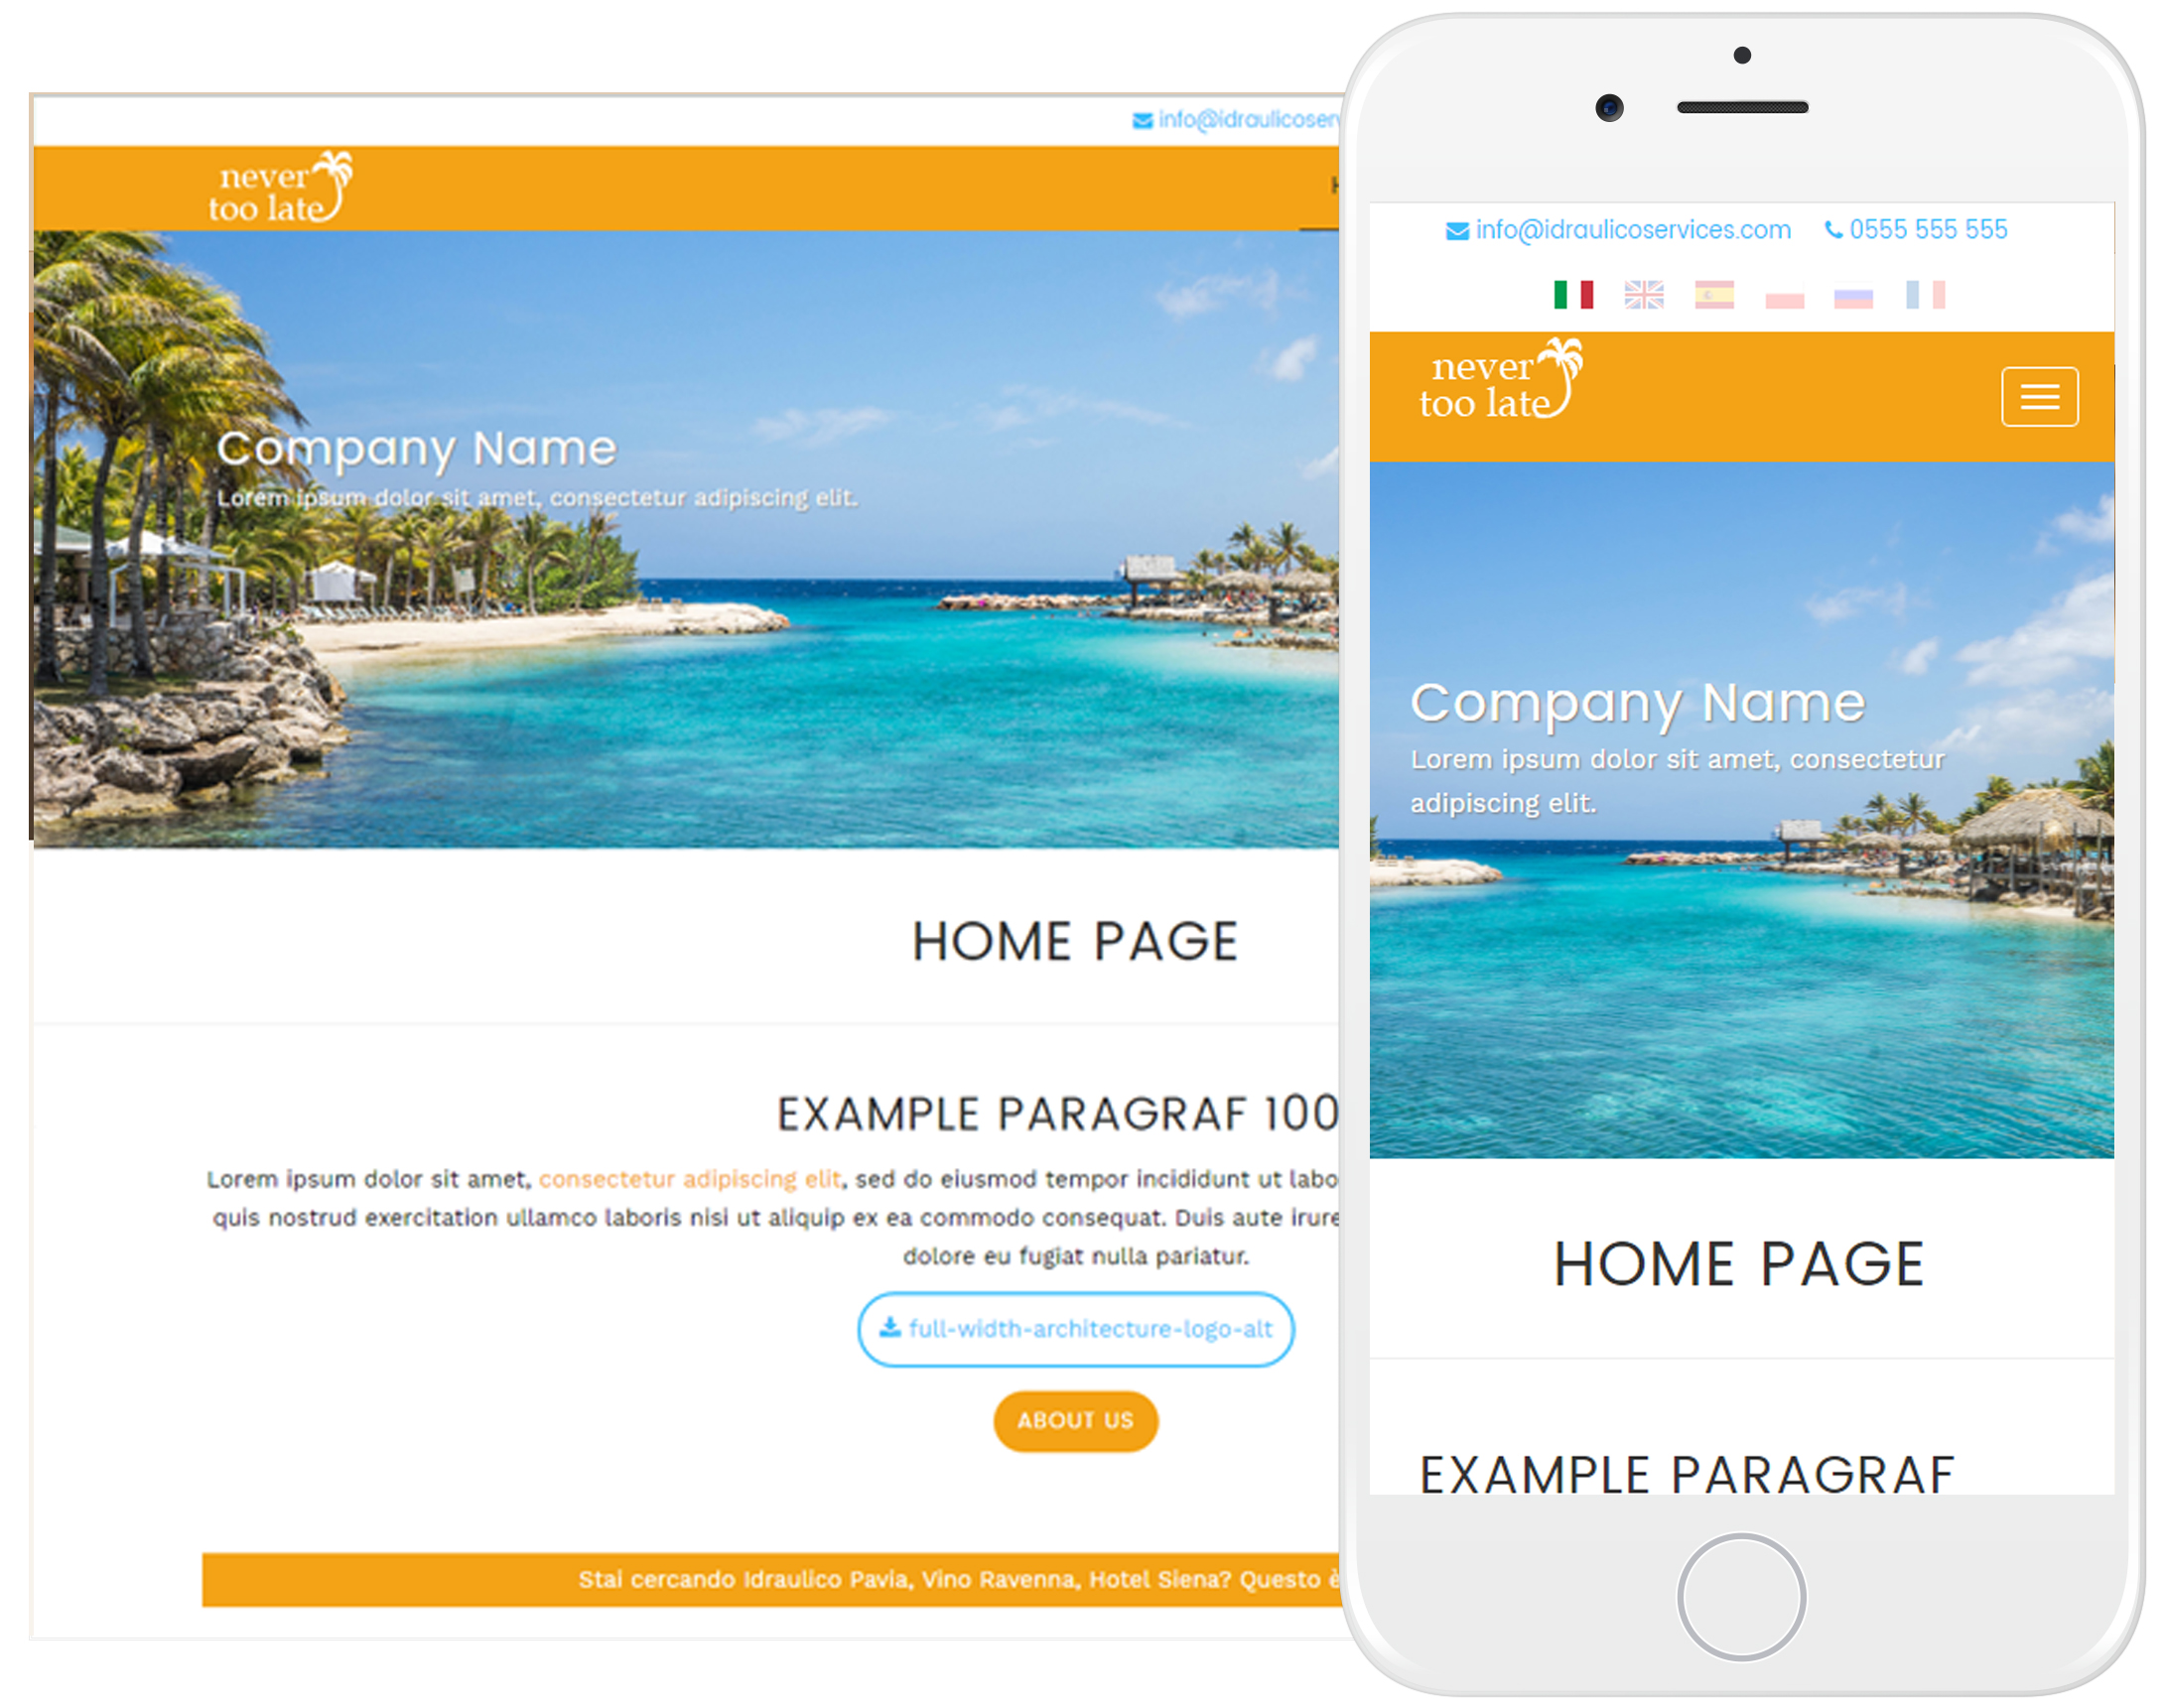 info@idraulicoserv
never
too late
Company Name
Lorem ipsum dolor sit amet, consectetur adipiscing elit.
HOME PAGE
EXAMPLE PARAGRAF 100
Lorem ipsum dolor sit amet, consectetur adipiscing elit, sed do eiusmod tempor incididunt ut labo
quis nostrud exercitation ullamco laboris nisi ut aliquip ex ea commodo consequat. Duis aute irure
dolore eu fugiat nulla pariatur.
full-width-architecture-logo-alt
ABOUT US
Stai cercando Idraulico Pavia, Vino Ravenna, Hotel Siena? Questo è
info@idraulicoservices.com 0555 555 555
never
too late
Company Name
Lorem ipsum dolor sit amet, consectetur
adipiscing elit.
HOME PAGE
EXAMPLE PARAGRAF